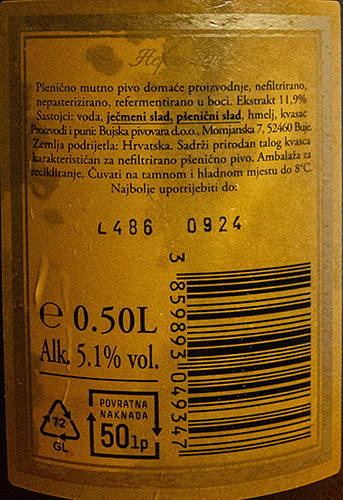 Pšenično mutno pivo domaće proizvodnje, nefiltrirano,
nepasterizirano, refermentirano u boci. Ekstrakt 11,9%
Sastojci: voda, ječmeni slad, pšenični slad, hmelj, kvasac
Proizvodi i puni: Bujska pivovara d.o.o., Momjanska 7, 52460 Buje.
Zemlja podrijetla: Hrvatska. Sadrži prirodan talog kvasca
karakterističan za nefiltrirano pšenično pivo. Ambalaža za
recikliranje. Čuvati na tamnom i hladnom mjestu do 8°C.
Najbolje upotrijebiti do:
L486 0924
3 859893 049347
e 0.50L
Alk. 5.1% vol.
POVRATNA
NAKNADA
50lp
72
GL